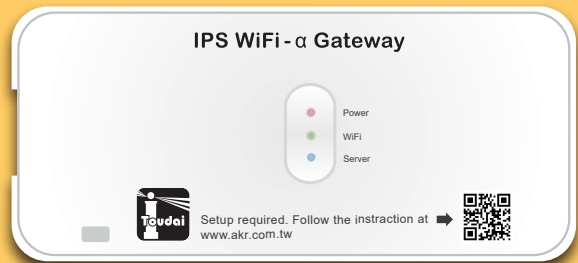 IPS WiFi - α Gateway
Power
WiFi
Server
Toudai
Setup required. Follow the instraction at
www.akr.com.tw